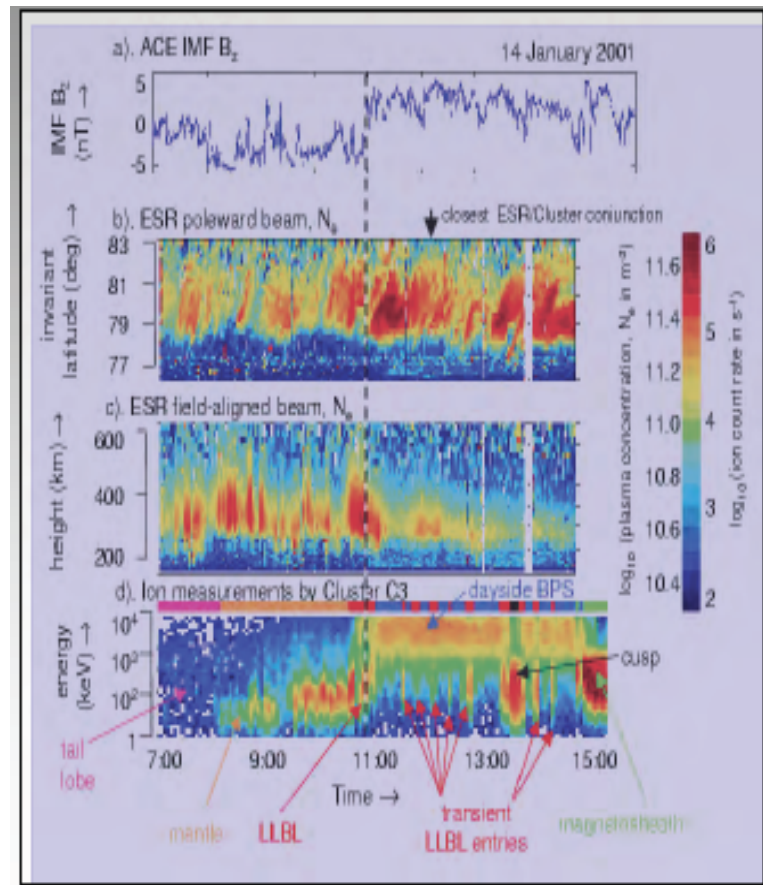 a). ACE IMF Bz 14 January 2001
IMF Bz →
(nT)
5
0
-5
b). ESR poleward beam, Ne
closest ESR/Cluster conjunction
invariant
latitude (deg) →
83
81
79
77
c). ESR field-aligned beam, Ne
height (km) →
600
400
200
d). Ion measurements by Cluster C3
dayside BPS
energy →
(keV)
10⁴
10³
10²
1
cusp
7:00 9:00 11:00 13:00 15:00
Time →
tail
lobe
mantle
LLBL
transient
LLBL entries
magnetosheath
11.6
11.4
11.2
11.0
10.8
10.6
10.4
6
5
4
3
2
log₁₀ (plasma concentration, Ne in m⁻³)
log₁₀(ion count rate in s⁻¹)